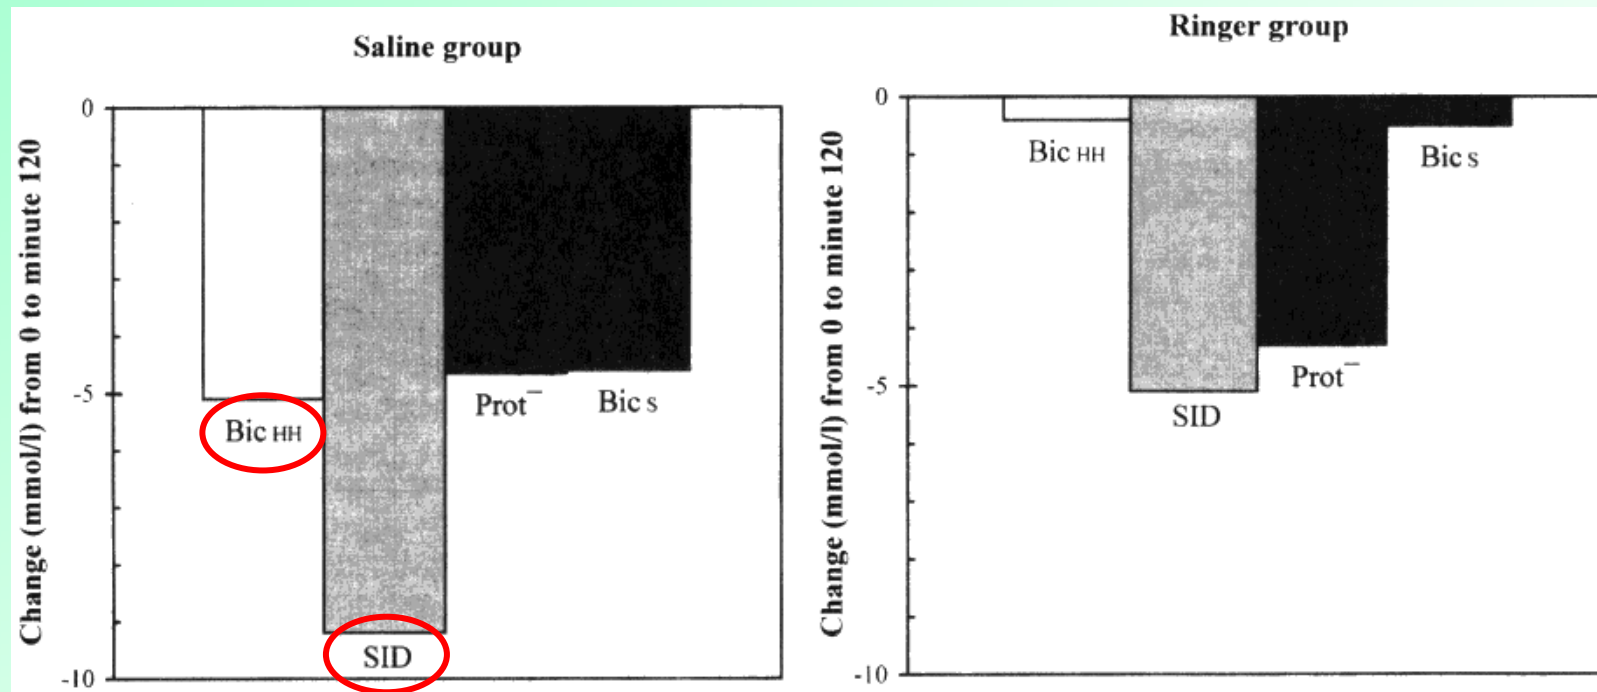 Saline group
Change (mmol/l) from 0 to minute 120
0
-5
-10
Bic HH
SID
Prot⁻
Bic s
Ringer group
Change (mmol/l) from 0 to minute 120
0
-5
-10
Bic HH
SID
Prot⁻
Bic s